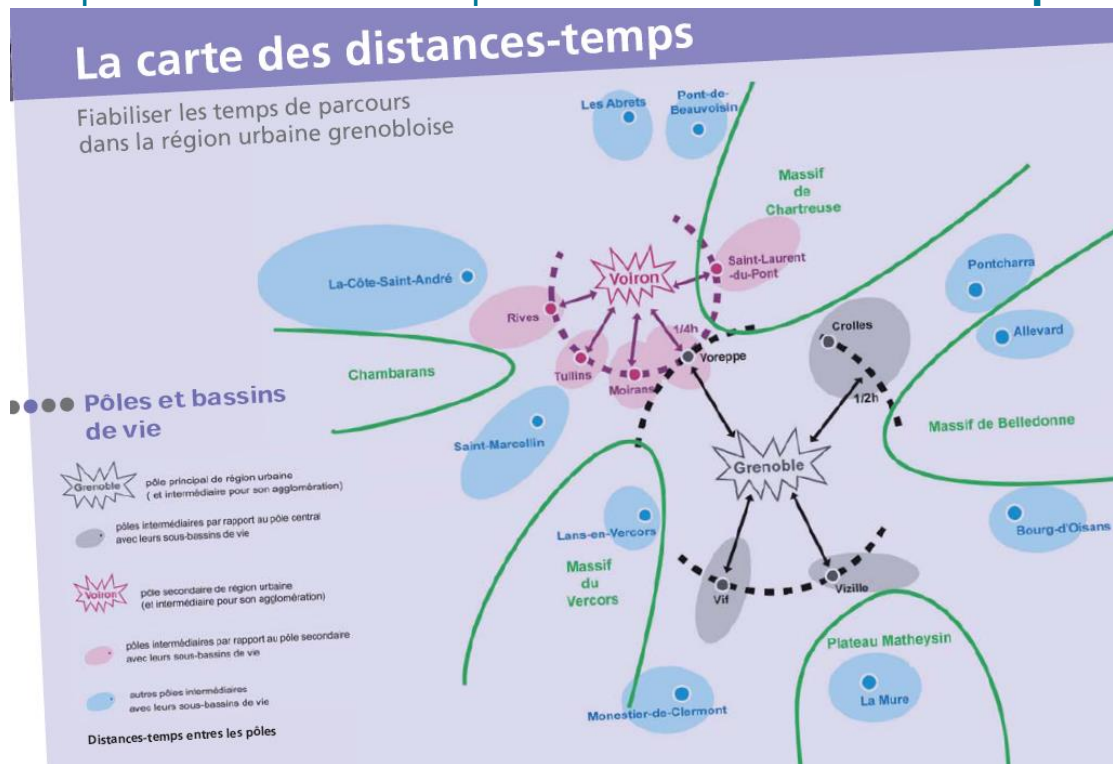 La carte des distances-temps
Fiabiliser les temps de parcours
dans la région urbaine grenobloise
Les Abrets
Pont-de-
Beauvoisin
Massif
de
Chartreuse
Saint-Laurent
-du-Pont
Voiron
La-Côte-Saint-André
Rives
Pontcharra
Crolles
Allevard
1/4h
Voreppe
Tullins
Moirans
Chambarans
1/2h
Massif de Belledonne
Pôles et bassins
de vie
Saint-Marcellin
Grenoble
Grenoble
pôle principal de région urbaine
( et intermédiaire pour son agglomération)
pôles intermédiaires par rapport au pôle central
avec leurs sous-bassins de vie
Lans-en-Vercors
Bourg-d'Oisans
Massif
du
Vercors
Vif
Vizille
Voiron
pôle secondaire de région urbaine
(et intermédiaire pour son agglomération)
Plateau Matheysin
pôles intermédiaires par rapport au pôle secondaire
avec leurs sous-bassins de vie
La Mure
autres pôles intermédiaires
avec leurs sous-bassins de vie
Monestier-de-Clermont
Distances-temps entres les pôles